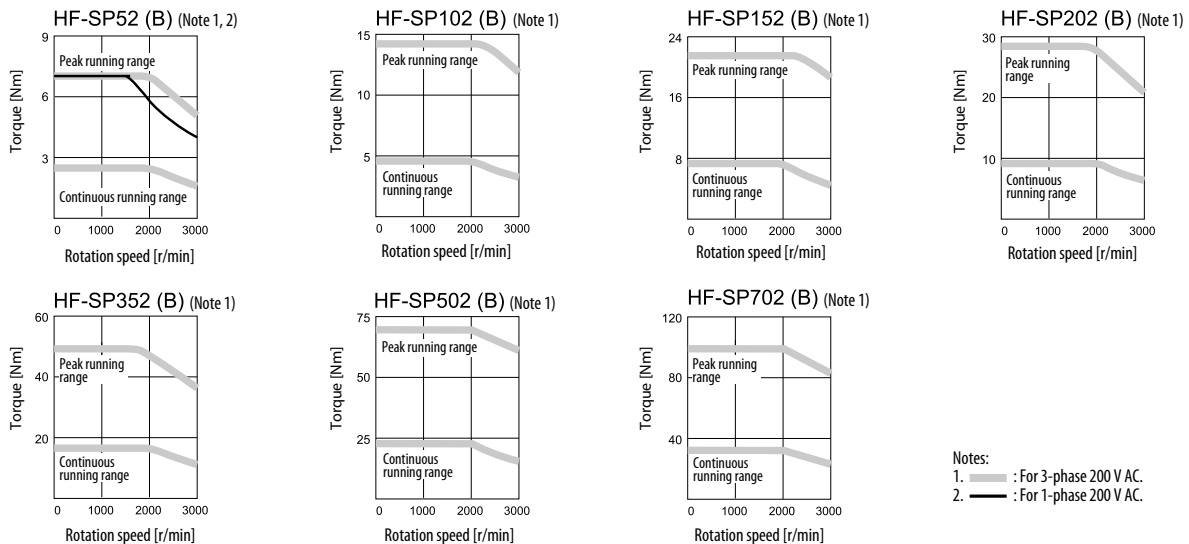 HF-SP52 (B) (Note 1, 2)
9
6
3
Torque [Nm]
Peak running range
Continuous running range
0 1000 2000 3000
Rotation speed [r/min]
HF-SP102 (B) (Note 1)
15
10
5
Torque [Nm]
Peak running range
Continuous
running range
0 1000 2000 3000
Rotation speed [r/min]
HF-SP152 (B) (Note 1)
24
16
8
Torque [Nm]
Peak running range
Continuous
running range
0 1000 2000 3000
Rotation speed [r/min]
HF-SP202 (B) (Note 1)
30
20
10
Torque [Nm]
Peak running
range
Continuous
running range
0 1000 2000 3000
Rotation speed [r/min]
HF-SP352 (B) (Note 1)
60
40
20
Torque [Nm]
Peak running
range
Continuous
running range
0 1000 2000 3000
Rotation speed [r/min]
HF-SP502 (B) (Note 1)
75
50
25
Torque [Nm]
Peak running range
Continuous
running range
0 1000 2000 3000
Rotation speed [r/min]
HF-SP702 (B) (Note 1)
120
80
40
Torque [Nm]
Peak running
range
Continuous
running range
0 1000 2000 3000
Rotation speed [r/min]
Notes:
1. : For 3-phase 200 V AC.
2. : For 1-phase 200 V AC.